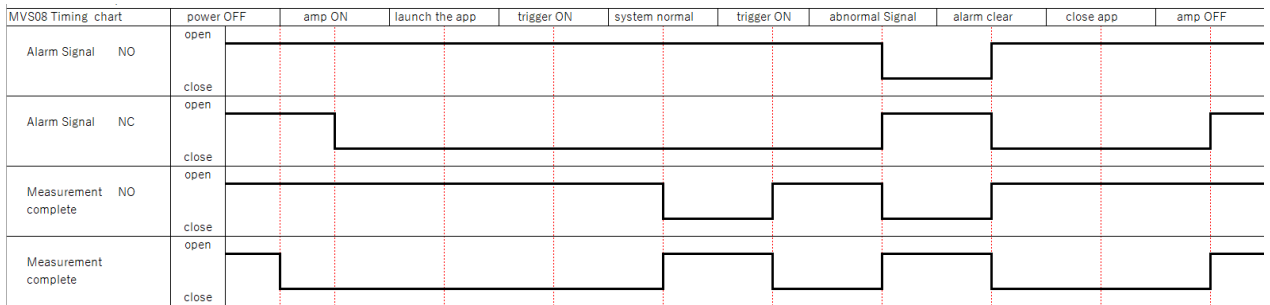 MVS08 Timing chart power OFF amp ON launch the app trigger ON system normal trigger ON abnormal Signal alarm clear close app amp OFF
open
Alarm Signal NO
close
open
Alarm Signal NC
close
open
Measurement NO
complete
close
open
Measurement
complete
close